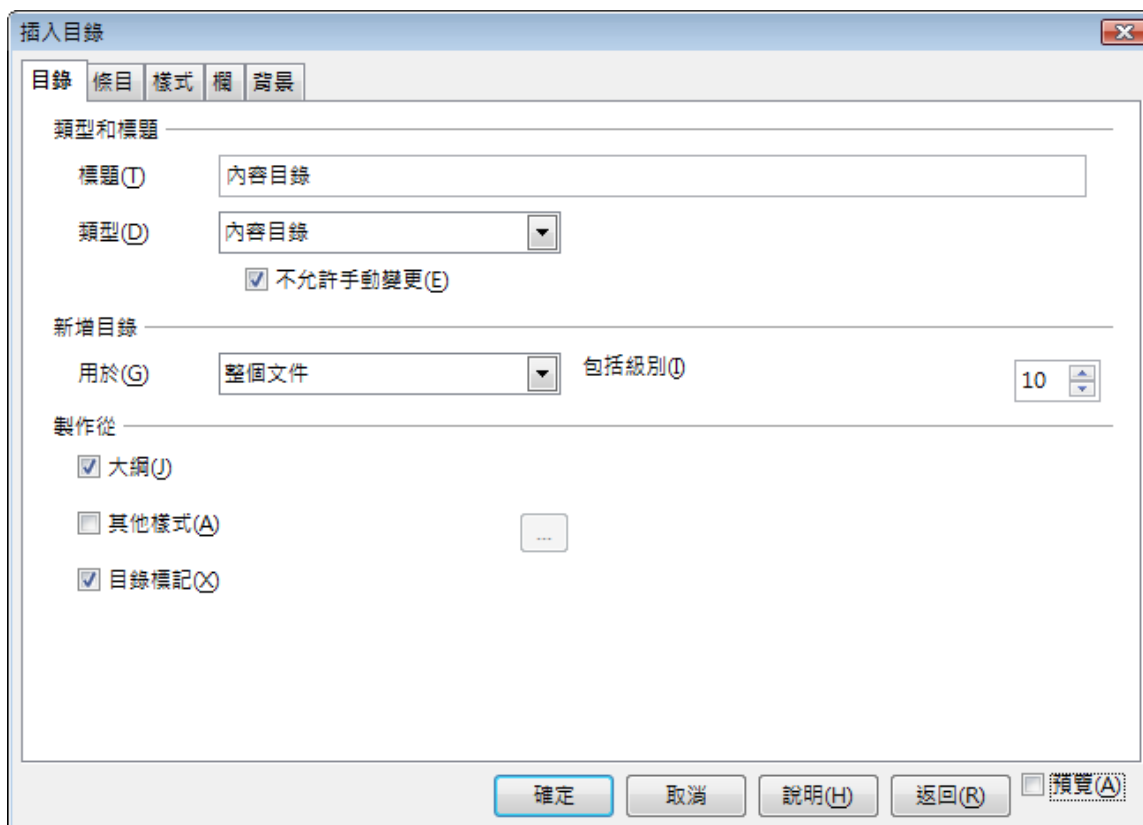 插入目錄
目錄 條目 樣式 欄 背景
類型和標題
標題(T) 內容目錄
類型(D) 內容目錄
不允許手動變更(E)
新增目錄
用於(G) 整個文件 包括級別(I) 10
製作從
大綱(J)
其他樣式(A) ...
目錄標記(X)
確定 取消 說明(H) 返回(R) 預覽(A)